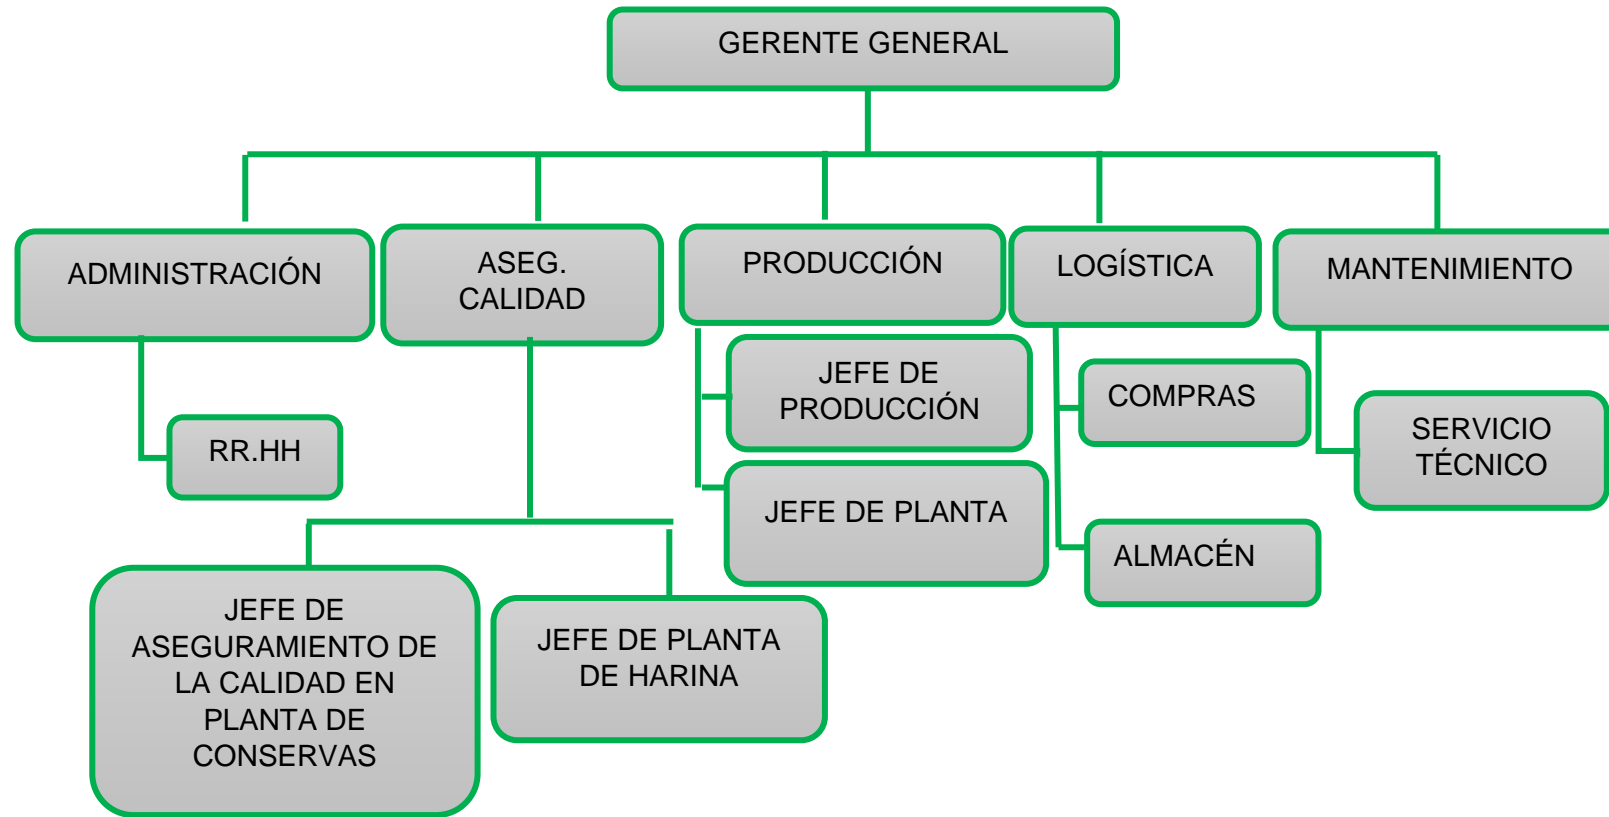 GERENTE GENERAL
ADMINISTRACIÓN
ASEG.
CALIDAD
PRODUCCIÓN
LOGÍSTICA
MANTENIMIENTO
RR.HH
JEFE DE
PRODUCCIÓN
JEFE DE PLANTA
COMPRAS
ALMACÉN
SERVICIO
TÉCNICO
JEFE DE
ASEGURAMIENTO DE
LA CALIDAD EN
PLANTA DE
CONSERVAS
JEFE DE PLANTA
DE HARINA